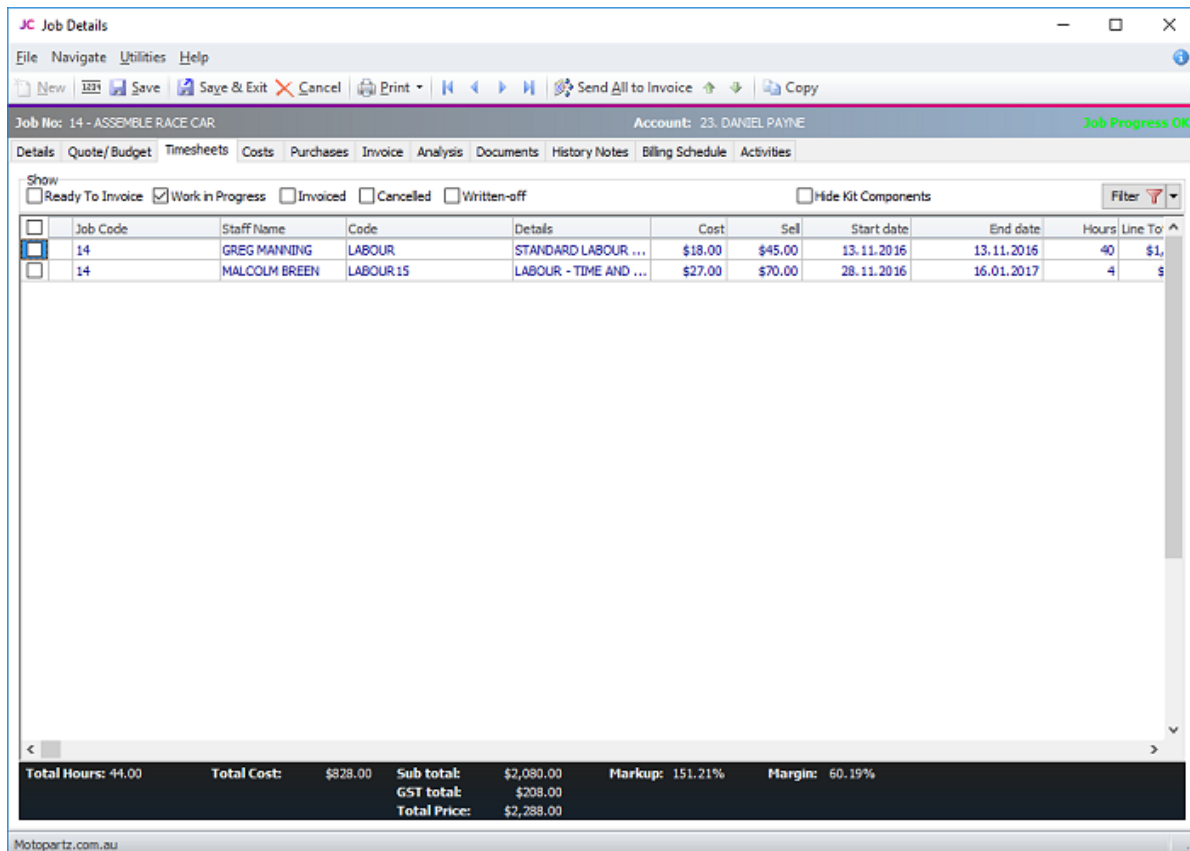 JC Job Details
File Navigate Utilities Help
New 1234 Save Save & Exit Cancel Print Send All to Invoice Copy
Job No: 14 - ASSEMBLE RACE CAR Account: 23. DANIEL PAYNE Job Progress OK
Details Quote/Budget Timesheets Costs Purchases Invoice Analysis Documents History Notes Billing Schedule Activities
Show
Ready To Invoice Work in Progress Invoiced Cancelled Written-off Hide Kit Components Filter
Job Code Staff Name Code Details Cost Sell Start date End date Hours Line To
14 GREG MANNING LABOUR STANDARD LABOUR ... $18.00 $45.00 13.11.2016 13.11.2016 40 $1,
14 MALCOLM BREEN LABOUR15 LABOUR - TIME AND ... $27.00 $70.00 28.11.2016 16.01.2017 4 $
Total Hours: 44.00 Total Cost: $828.00 Sub total: $2,080.00 Markup: 151.21% Margin: 60.19%
GST total: $208.00
Total Price: $2,288.00
Motopartz.com.au